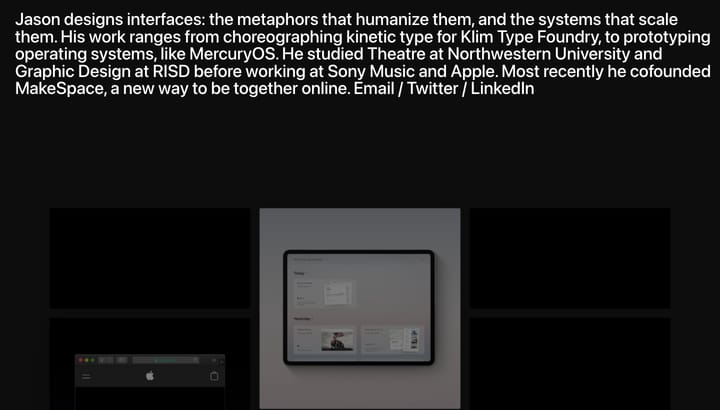 Jason designs interfaces: the metaphors that humanize them, and the systems that scale
them. His work ranges from choreographing kinetic type for Klim Type Foundry, to prototyping
operating systems, like MercuryOS. He studied Theatre at Northwestern University and
Graphic Design at RISD before working at Sony Music and Apple. Most recently he cofounded
MakeSpace, a new way to be together online. Email / Twitter / LinkedIn
Today
Yesterday